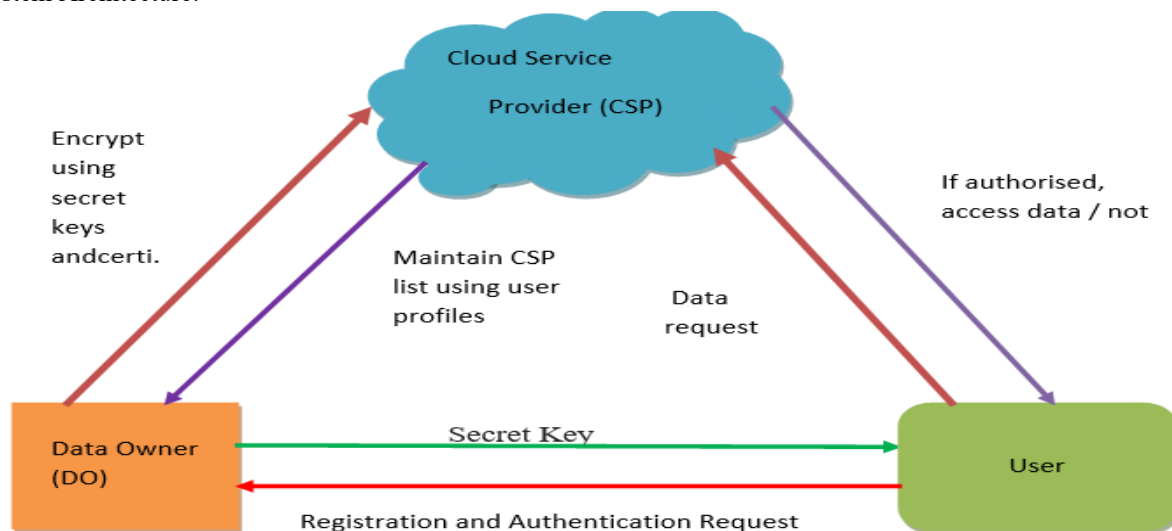 Cloud Service
Provider (CSP)
Encrypt
using
secret
keys
andcerti.
If authorised,
access data / not
Maintain CSP
list using user
profiles
Data
request
Data Owner
(DO)
Secret Key
User
Registration and Authentication Request